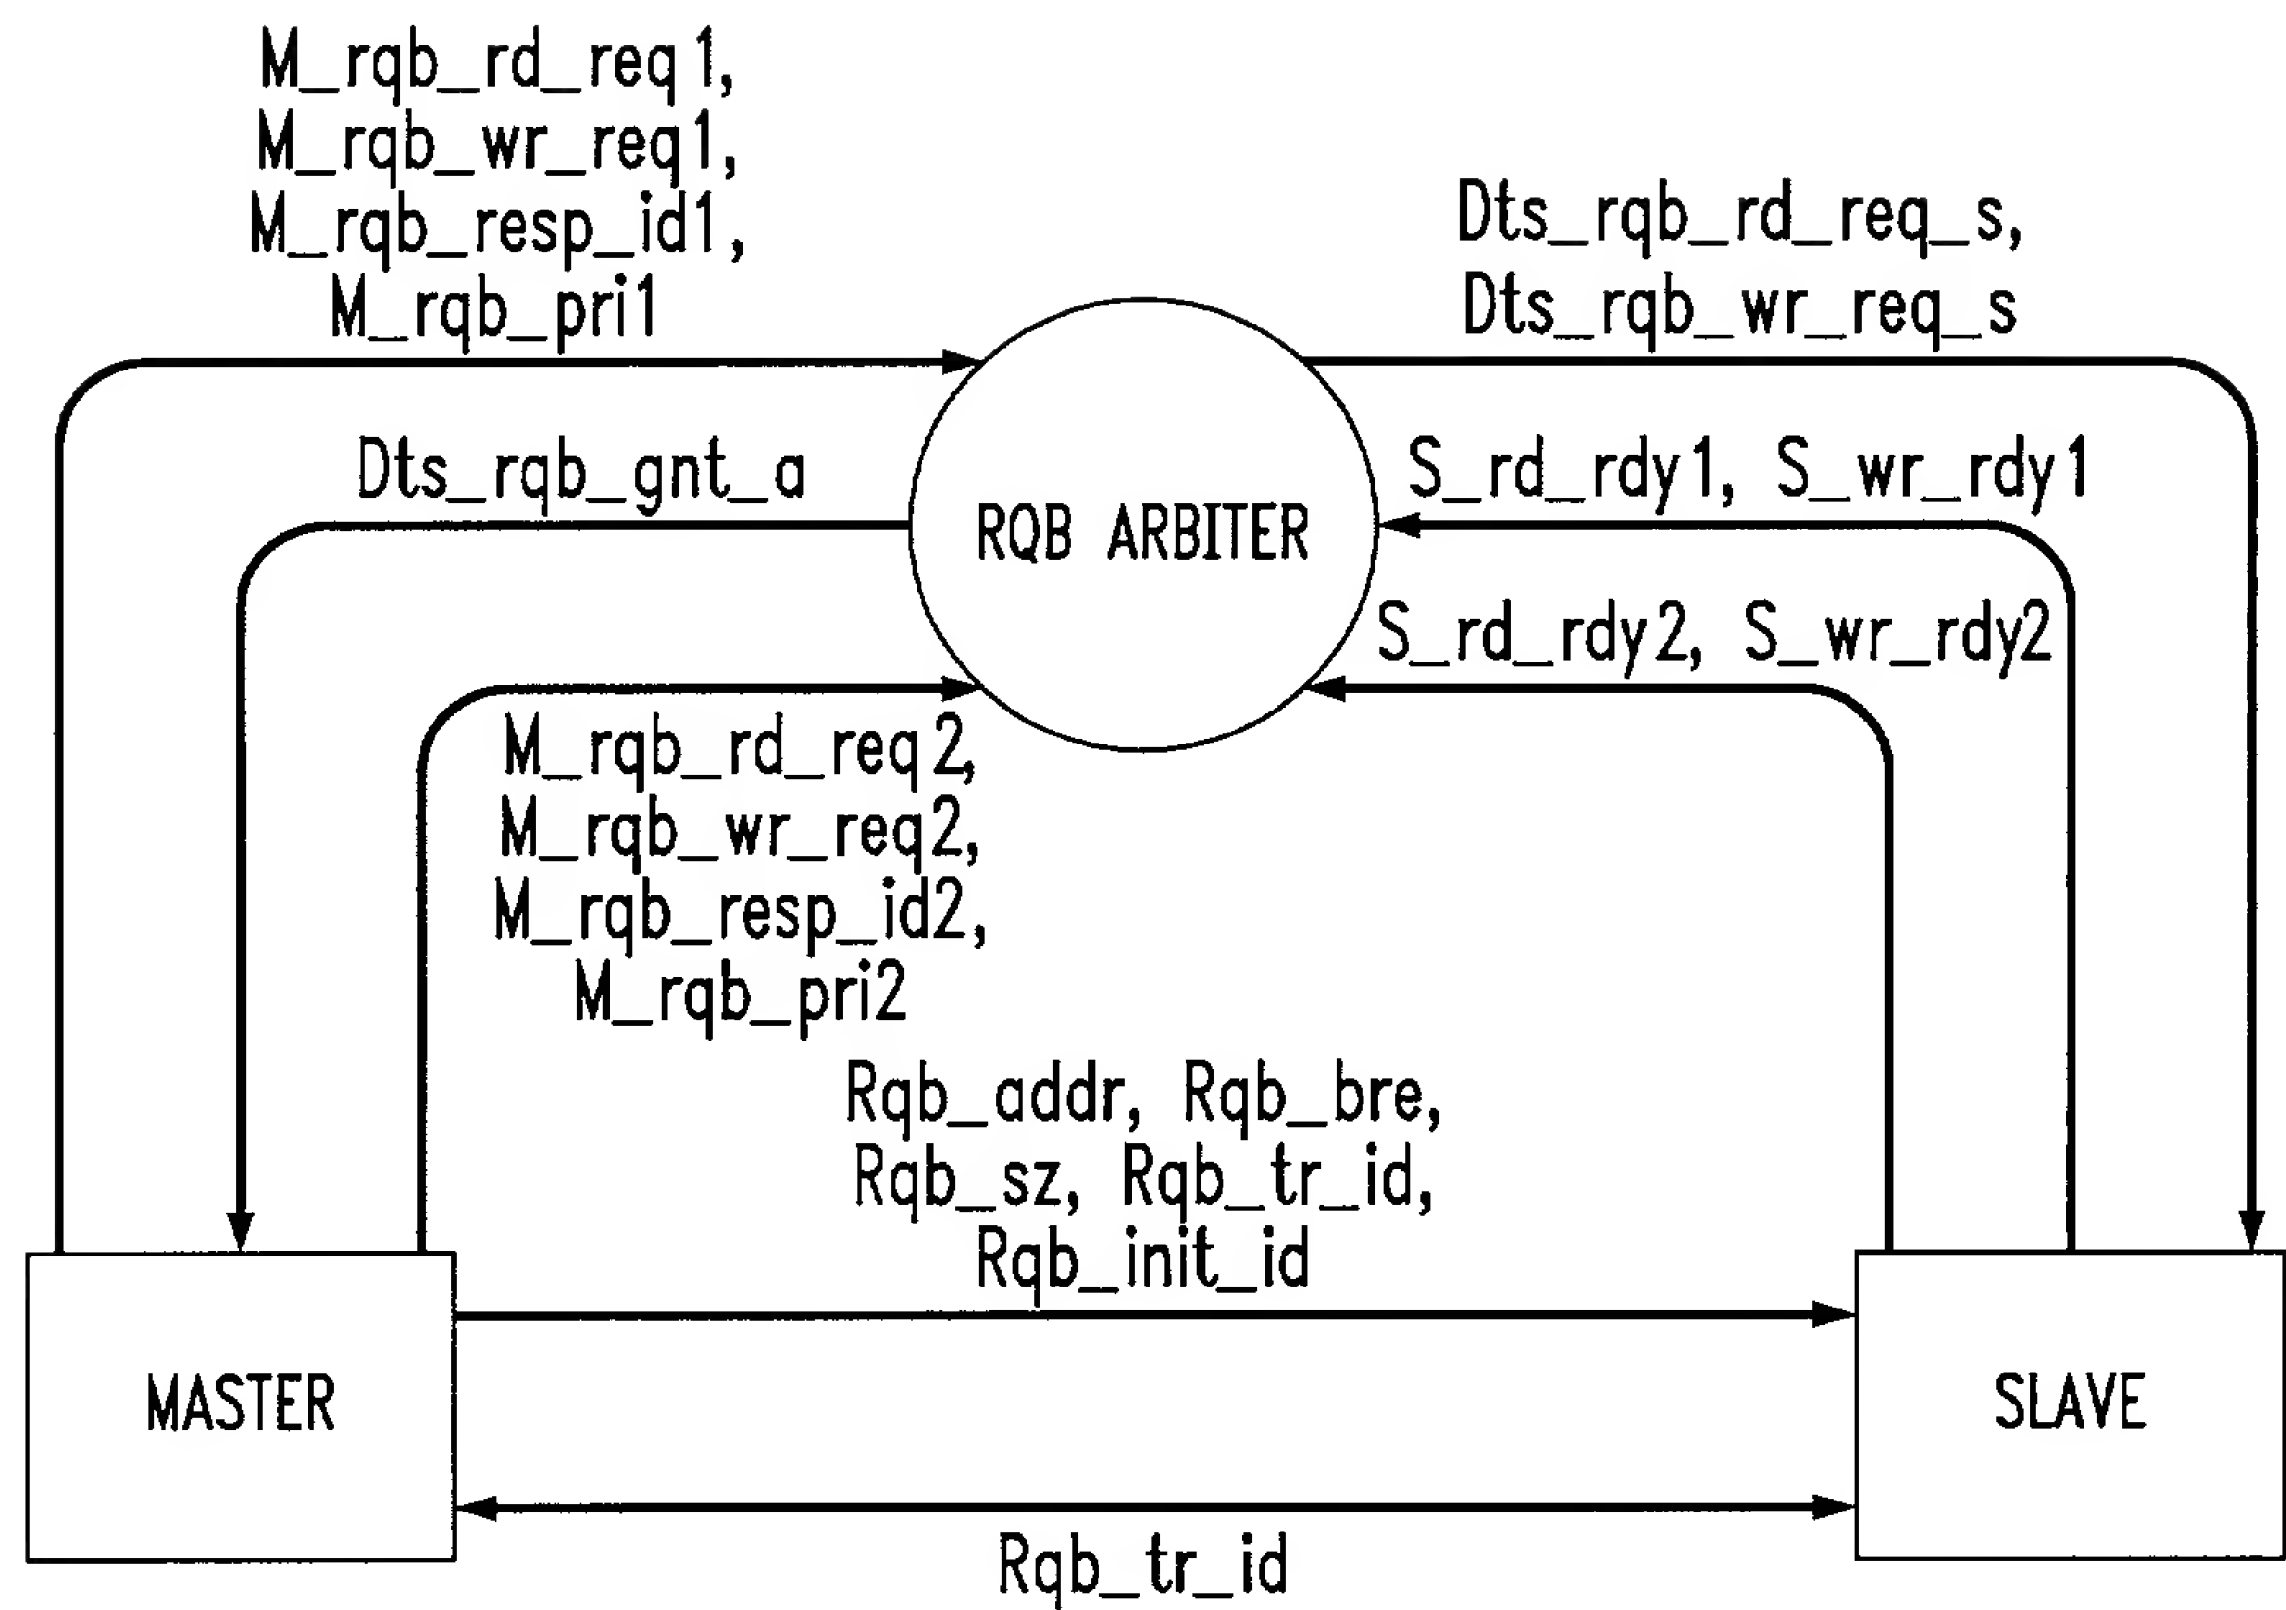 M_rqb_rd_req1,
M_rqb_wr_req1,
M_rqb_resp_id1,
M_rqb_pri1
Dts_rqb_rd_req_s,
Dts_rqb_wr_req_s
Dts_rqb_gnt_a
S_rd_rdy1, S_wr_rdy1
RQB ARBITER
S_rd_rdy2, S_wr_rdy2
M_rqb_rd_req2,
M_rqb_wr_req2,
M_rqb_resp_id2,
M_rqb_pri2
Rqb_addr, Rqb_bre,
Rqb_sz, Rqb_tr_id,
Rqb_init_id
MASTER
SLAVE
Rqb_tr_id